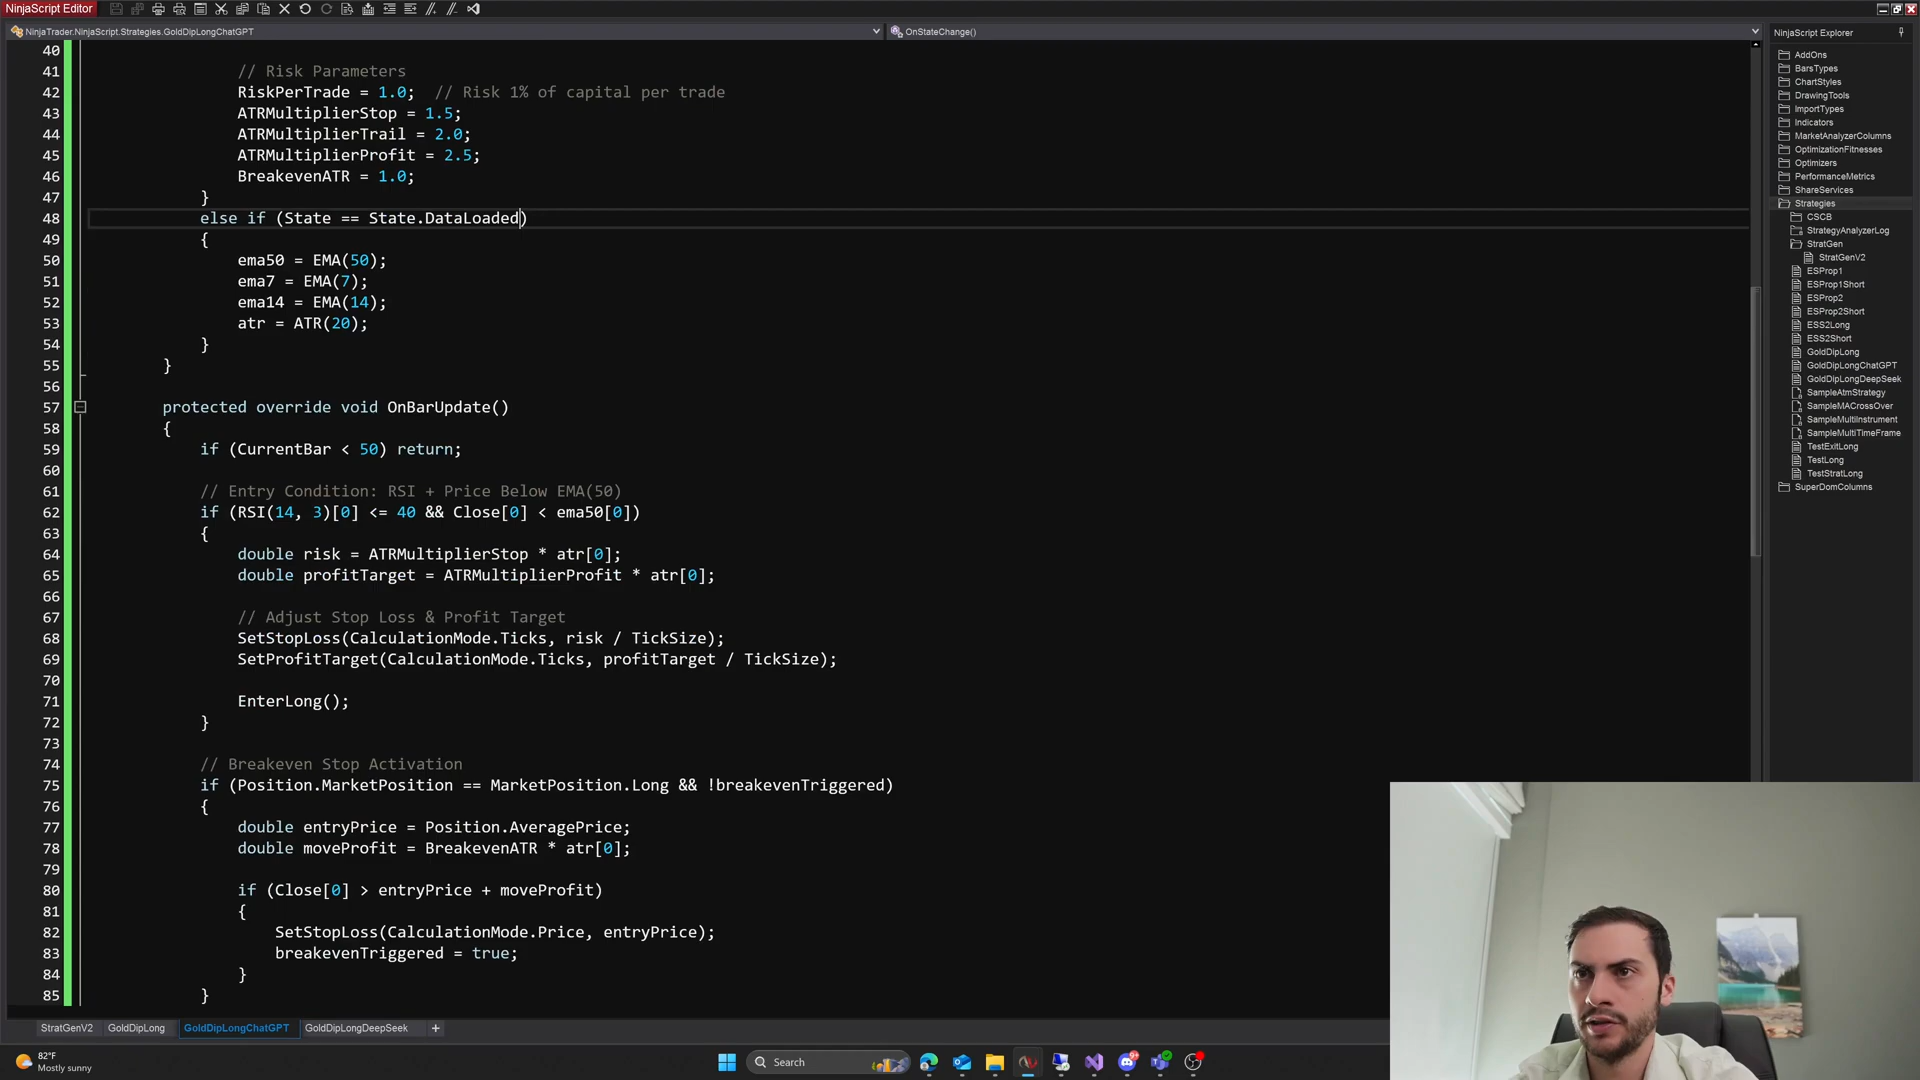 NinjaScript Editor
NinjaTrader.NinjaScript.Strategies.GoldDipLongChatGPT
OnStateChange()
40
41 // Risk Parameters
42 RiskPerTrade = 1.0;  // Risk 1% of capital per trade
43 ATRMultiplierStop = 1.5;
44 ATRMultiplierTrail = 2.0;
45 ATRMultiplierProfit = 2.5;
46 BreakevenATR = 1.0;
47 }
48 else if (State == State.DataLoaded)
49 {
50 ema50 = EMA(50);
51 ema7 = EMA(7);
52 ema14 = EMA(14);
53 atr = ATR(20);
54 }
55 }
56
57 protected override void OnBarUpdate()
58 {
59 if (CurrentBar < 50) return;
60
61 // Entry Condition: RSI + Price Below EMA(50)
62 if (RSI(14, 3)[0] <= 40 && Close[0] < ema50[0])
63 {
64 double risk = ATRMultiplierStop * atr[0];
65 double profitTarget = ATRMultiplierProfit * atr[0];
66
67 // Adjust Stop Loss & Profit Target
68 SetStopLoss(CalculationMode.Ticks, risk / TickSize);
69 SetProfitTarget(CalculationMode.Ticks, profitTarget / TickSize);
70
71 EnterLong();
72 }
73
74 // Breakeven Stop Activation
75 if (Position.MarketPosition == MarketPosition.Long && !breakevenTriggered)
76 {
77 double entryPrice = Position.AveragePrice;
78 double moveProfit = BreakevenATR * atr[0];
79
80 if (Close[0] > entryPrice + moveProfit)
81 {
82 SetStopLoss(CalculationMode.Price, entryPrice);
83 breakevenTriggered = true;
84 }
85 }
NinjaScript Explorer
AddOns
BarsTypes
ChartStyles
DrawingTools
ImportTypes
Indicators
MarketAnalyzerColumns
OptimizationFitnesses
Optimizers
PerformanceMetrics
ShareServices
Strategies
CSCB
StrategyAnalyzerLog
StratGen
StratGenV2
ESProp1
ESProp1Short
ESProp2
ESProp2Short
ESS2Long
ESS2Short
GoldDipLong
GoldDipLongChatGPT
GoldDipLongDeepSeek
SampleAtmStrategy
SampleMACrossOver
SampleMultiInstrument
SampleMultiTimeFrame
TestExitLong
TestLong
TestStratLong
SuperDomColumns
StratGenV2 GoldDipLong GoldDipLongChatGPT GoldDipLongDeepSeek +
82°F
Mostly sunny
Search